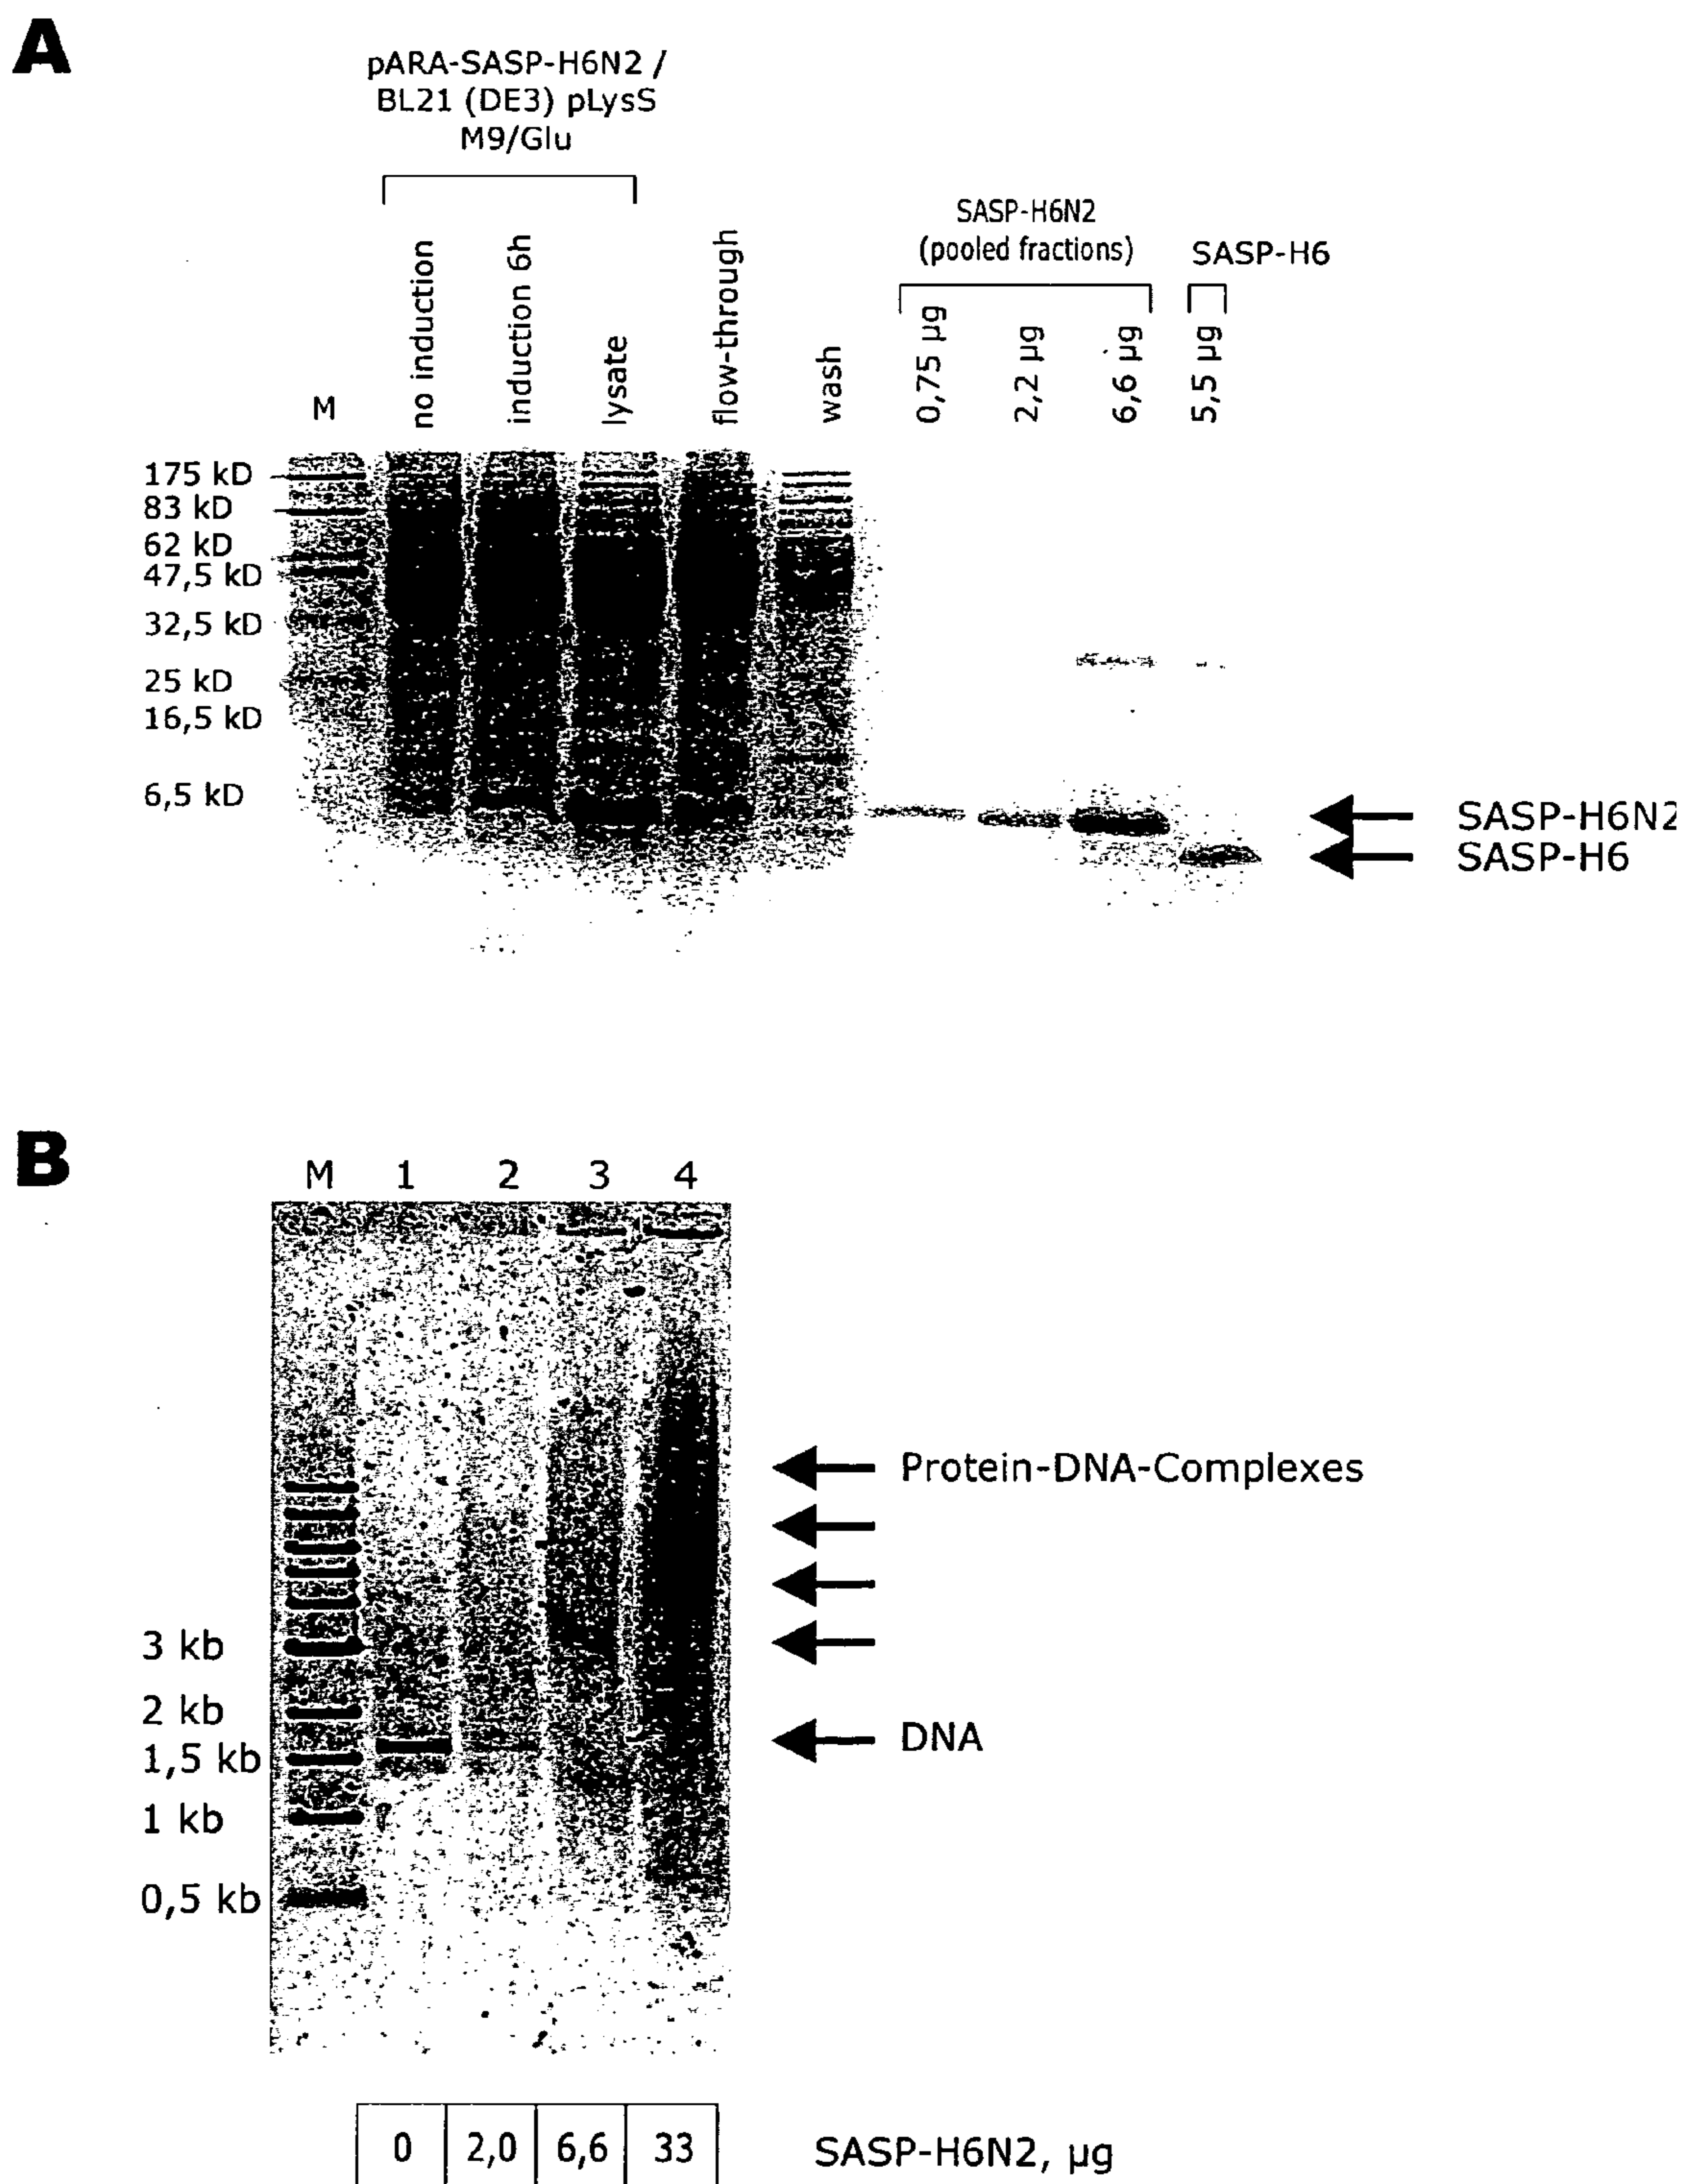 A
pARA-SASP-H6N2 /
BL21 (DE3) pLysS
M9/Glu
SASP-H6N2
(pooled fractions)
SASP-H6
M
no induction
induction 6h
lysate
flow-through
wash
0,75 µg
2,2 µg
6,6 µg
5,5 µg
175 kD
83 kD
62 kD
47,5 kD
32,5 kD
25 kD
16,5 kD
6,5 kD
SASP-H6N2
SASP-H6
B
M 1 2 3 4
Protein-DNA-Complexes
3 kb
2 kb
DNA
1,5 kb
1 kb
0,5 kb
0 2,0 6,6 33 SASP-H6N2, µg